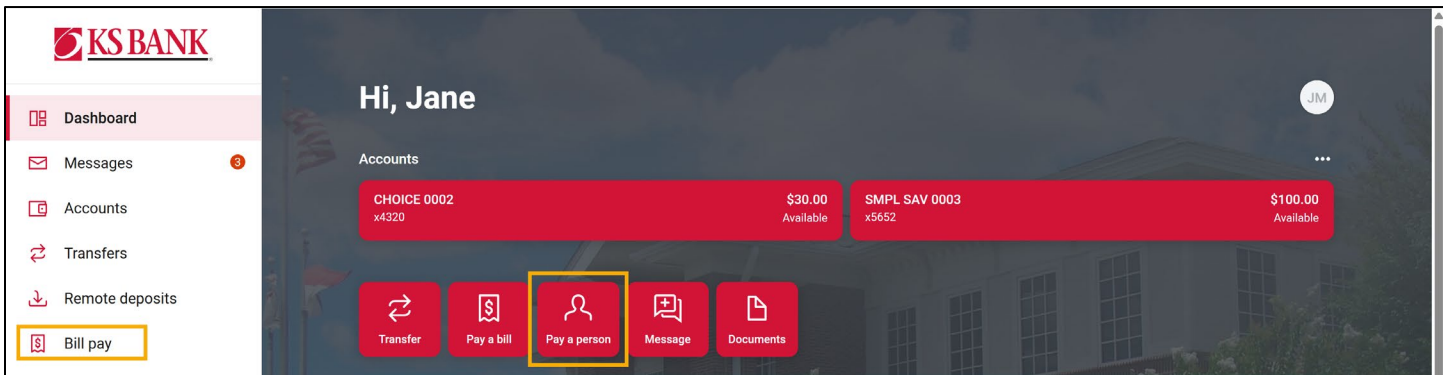 KS BANK
Dashboard
Messages 3
Accounts
Transfers
Remote deposits
Bill pay
Hi, Jane
JM
Accounts
CHOICE 0002 $30.00
x4320 Available
SMPL SAV 0003 $100.00
x5652 Available
Transfer
Pay a bill
Pay a person
Message
Documents